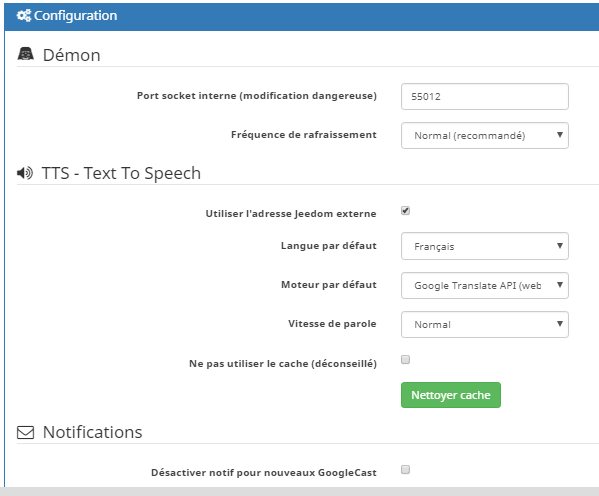 Configuration
Démon
Port socket interne (modification dangereuse)
55012
Fréquence de rafraissement
Normal (recommandé)
TTS - Text To Speech
Utiliser l'adresse Jeedom externe
Langue par défaut
Français
Moteur par défaut
Google Translate API (web
Vitesse de parole
Normal
Ne pas utiliser le cache (déconseillé)
Nettoyer cache
Notifications
Désactiver notif pour nouveaux GoogleCast